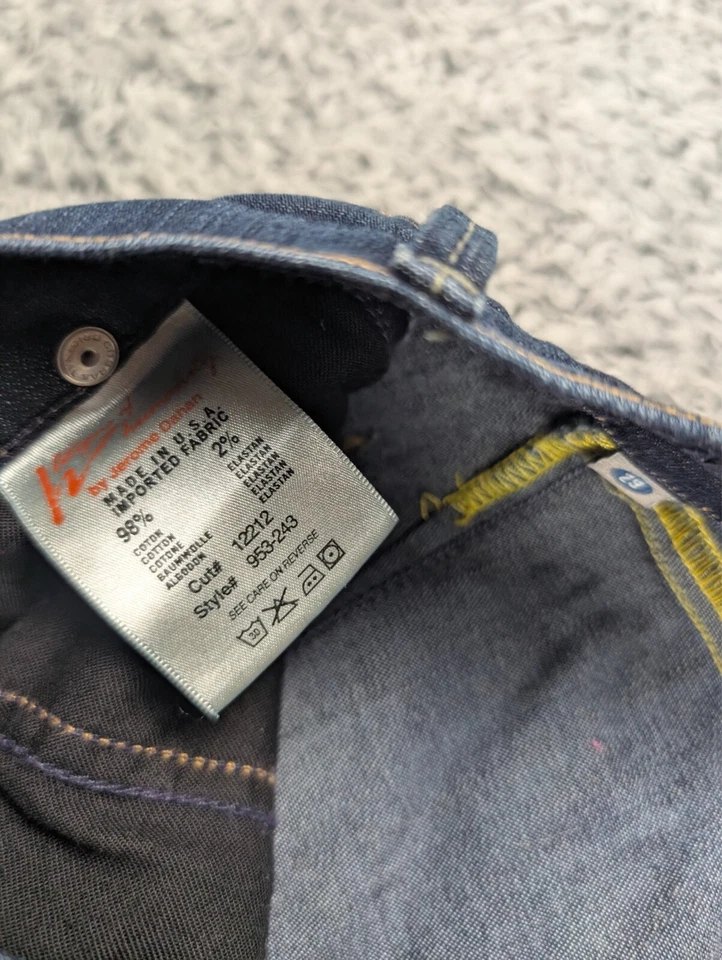 by Jerome Dahan
MADE IN U.S.A
IMPORTED FABRIC
98% 2%
COTON ELASTAN
COTTON ELASTAN
COTONE ELASTAN
BAUMWOLLE ELASTAN
ALGODON ELASTAN
Cut# 12212
Style# 953-243
SEE CARE ON REVERSE
30
29